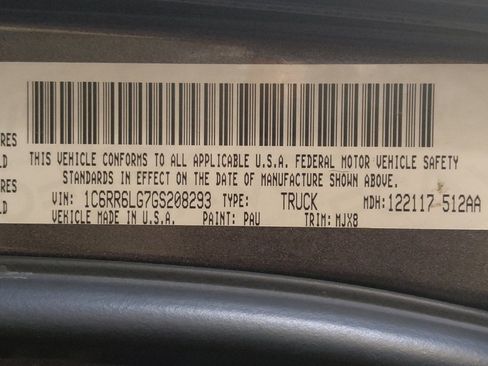 RES
THIS VEHICLE CONFORMS TO ALL APPLICABLE U.S.A. FEDERAL MOTOR VEHICLE SAFETY
LD
STANDARDS IN EFFECT ON THE DATE OF MANUFACTURE SHOWN ABOVE.
RES
VIN: 1C6RR6LG7GS208293 TYPE: TRUCK MDH: 122117 512AA
LD
VEHICLE MADE IN U.S.A. PAINT: PAU TRIM: MJX8